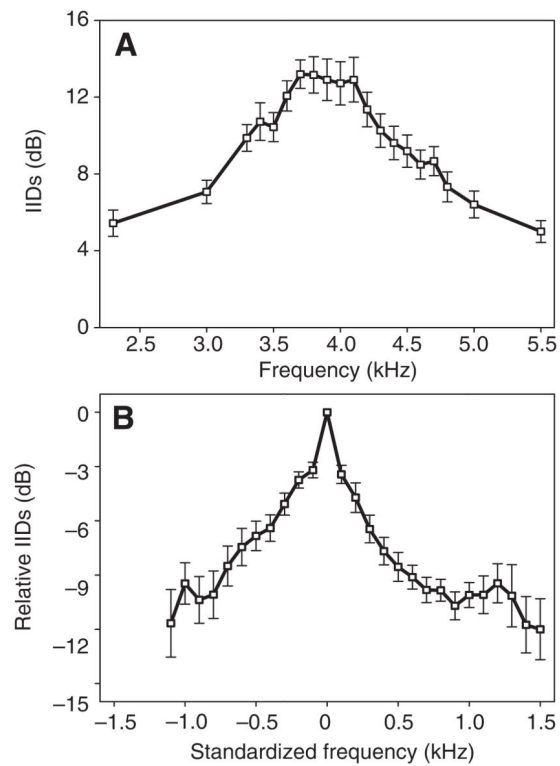 A
16
12
8
4
0
IIDs (dB)
2.5 3.0 3.5 4.0 4.5 5.0 5.5
Frequency (kHz)
B
0
–3
–6
–9
–12
–15
Relative IIDs (dB)
–1.5 –1.0 –0.5 0 0.5 1.0 1.5
Standardized frequency (kHz)